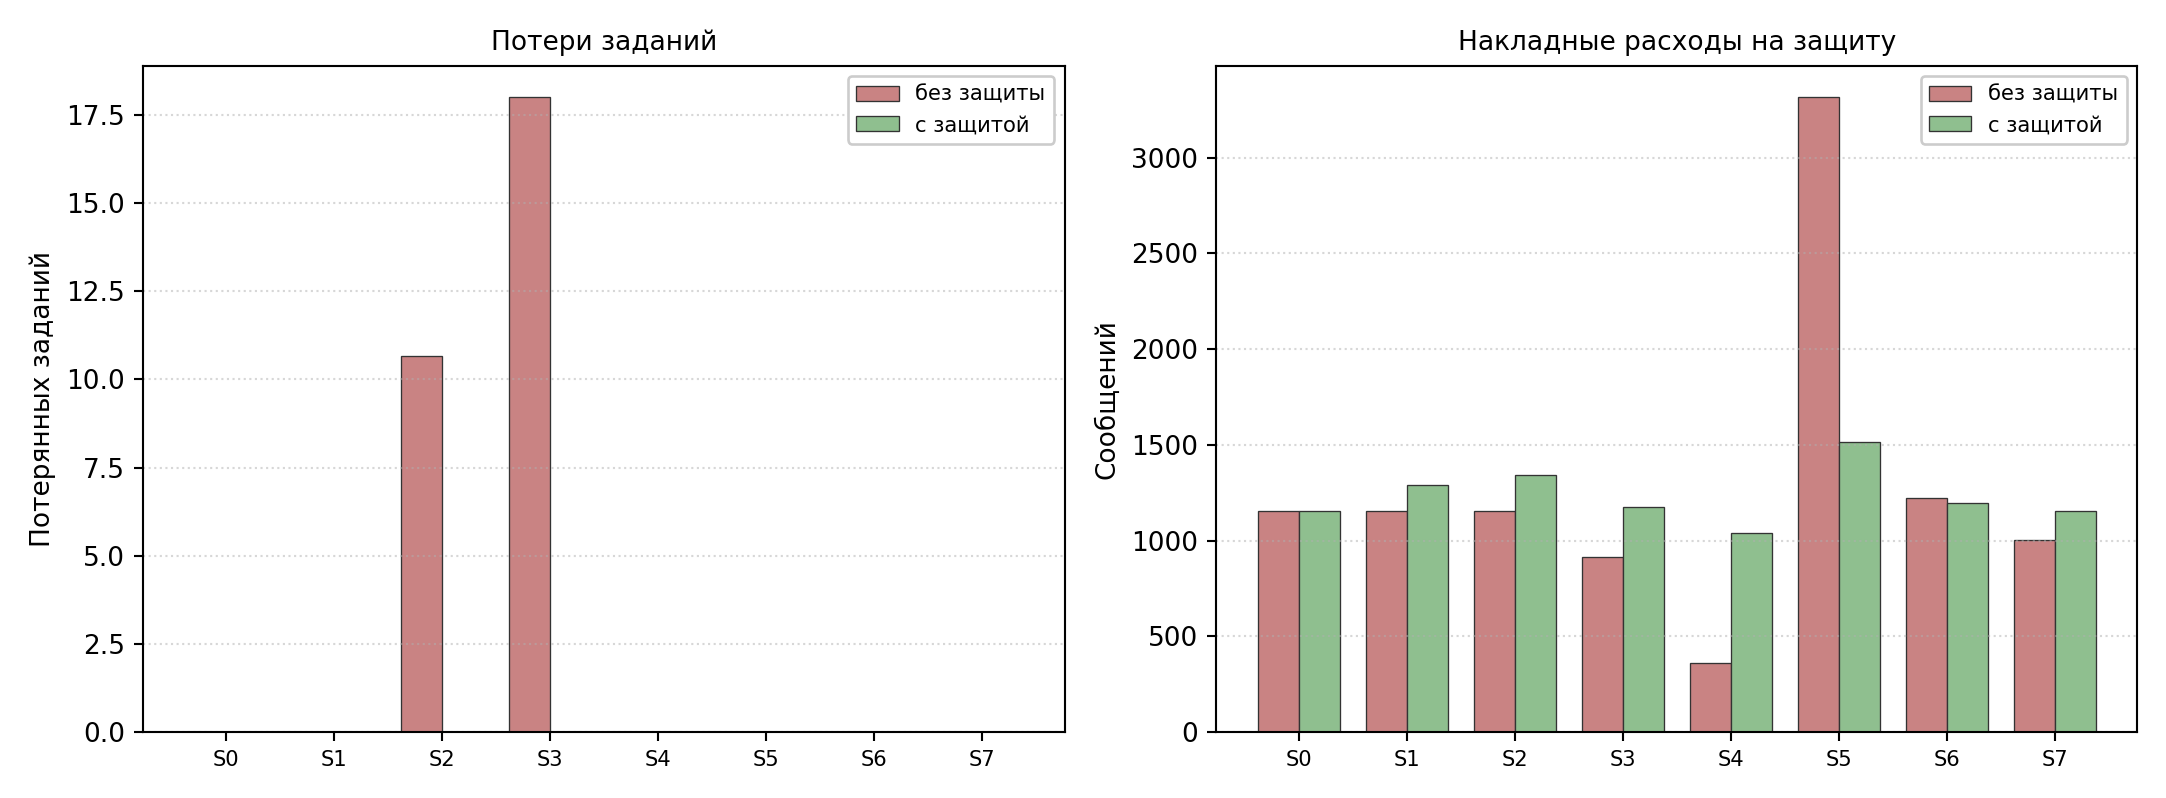 Потери заданий
Потерянных заданий
17.5
15.0
12.5
10.0
7.5
5.0
2.5
0.0
без защиты
с защитой
S0 S1 S2 S3 S4 S5 S6 S7
Накладные расходы на защиту
Сообщений
3000
2500
2000
1500
1000
500
0
без защиты
с защитой
S0 S1 S2 S3 S4 S5 S6 S7